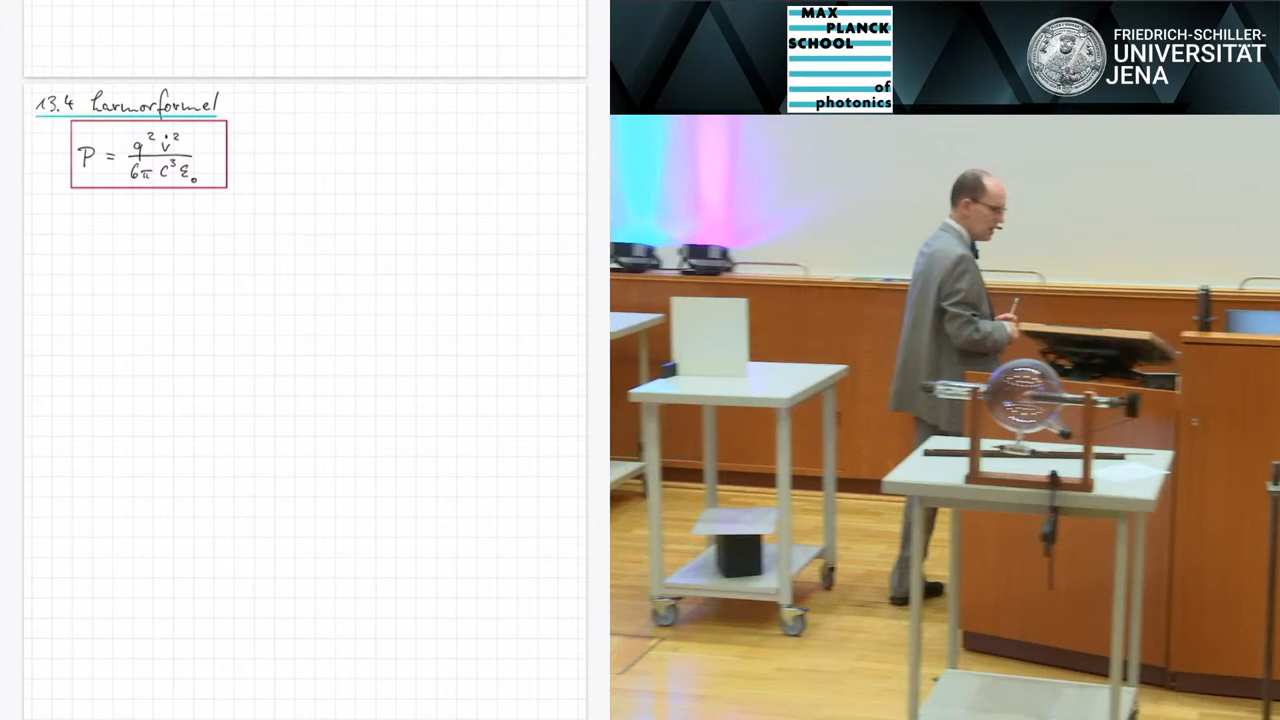 13.4 Larmorformel
P = q² v̇² / 6π c³ ε₀
MAX
PLANCK
SCHOOL
of
photonics
FRIEDRICH-SCHILLER-
UNIVERSITÄT
JENA